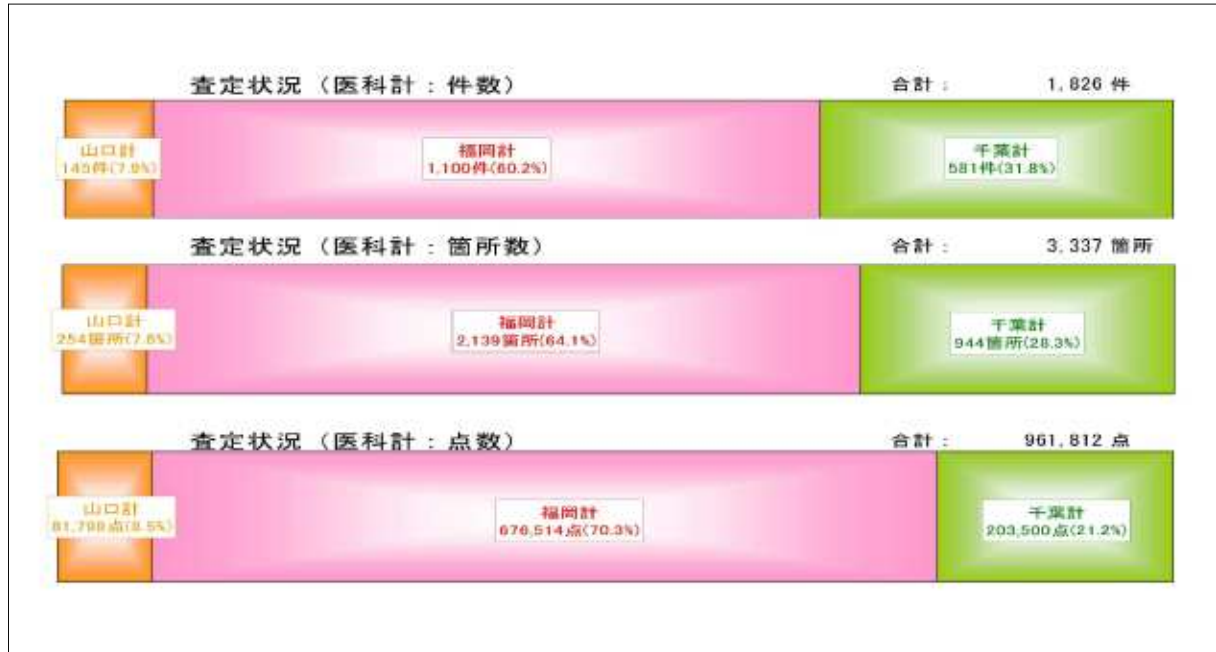 査定状況（医科計：件数） 合計： 1,826 件
山口計 福岡計 千葉計
145件(7.9%) 1,100件(60.2%) 581件(31.8%)
査定状況（医科計：箇所数） 合計： 3,337 箇所
山口計 福岡計 千葉計
254箇所(7.6%) 2,139箇所(64.1%) 944箇所(28.3%)
査定状況（医科計：点数） 合計： 961,812 点
山口計 福岡計 千葉計
81,798点(8.5%) 676,514点(70.3%) 203,500点(21.2%)